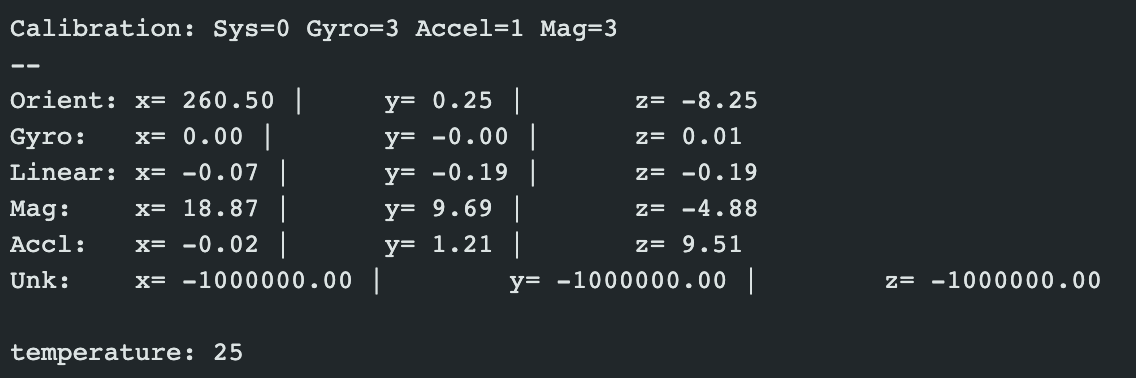 Calibration: Sys=0 Gyro=3 Accel=1 Mag=3
--
Orient: x= 260.50 | y= 0.25 | z= -8.25
Gyro: x= 0.00 | y= -0.00 | z= 0.01
Linear: x= -0.07 | y= -0.19 | z= -0.19
Mag: x= 18.87 | y= 9.69 | z= -4.88
Accl: x= -0.02 | y= 1.21 | z= 9.51
Unk: x= -1000000.00 | y= -1000000.00 | z= -1000000.00
temperature: 25